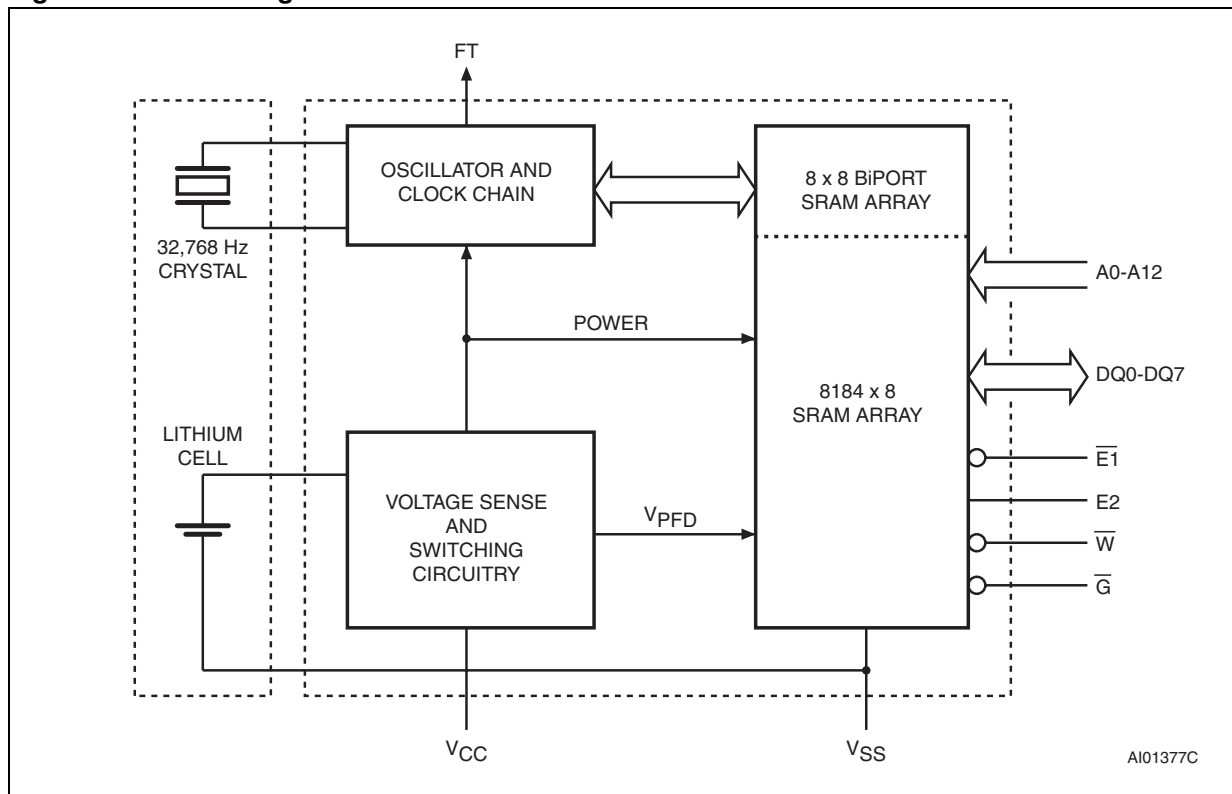 FT
OSCILLATOR AND
CLOCK CHAIN
8 x 8 BiPORT
SRAM ARRAY
32,768 Hz
CRYSTAL
A0-A12
POWER
DQ0-DQ7
8184 x 8
SRAM ARRAY
LITHIUM
CELL
E1
E2
VOLTAGE SENSE
AND
SWITCHING
CIRCUITRY
VPFD
W
G
VCC
VSS
AI01377C